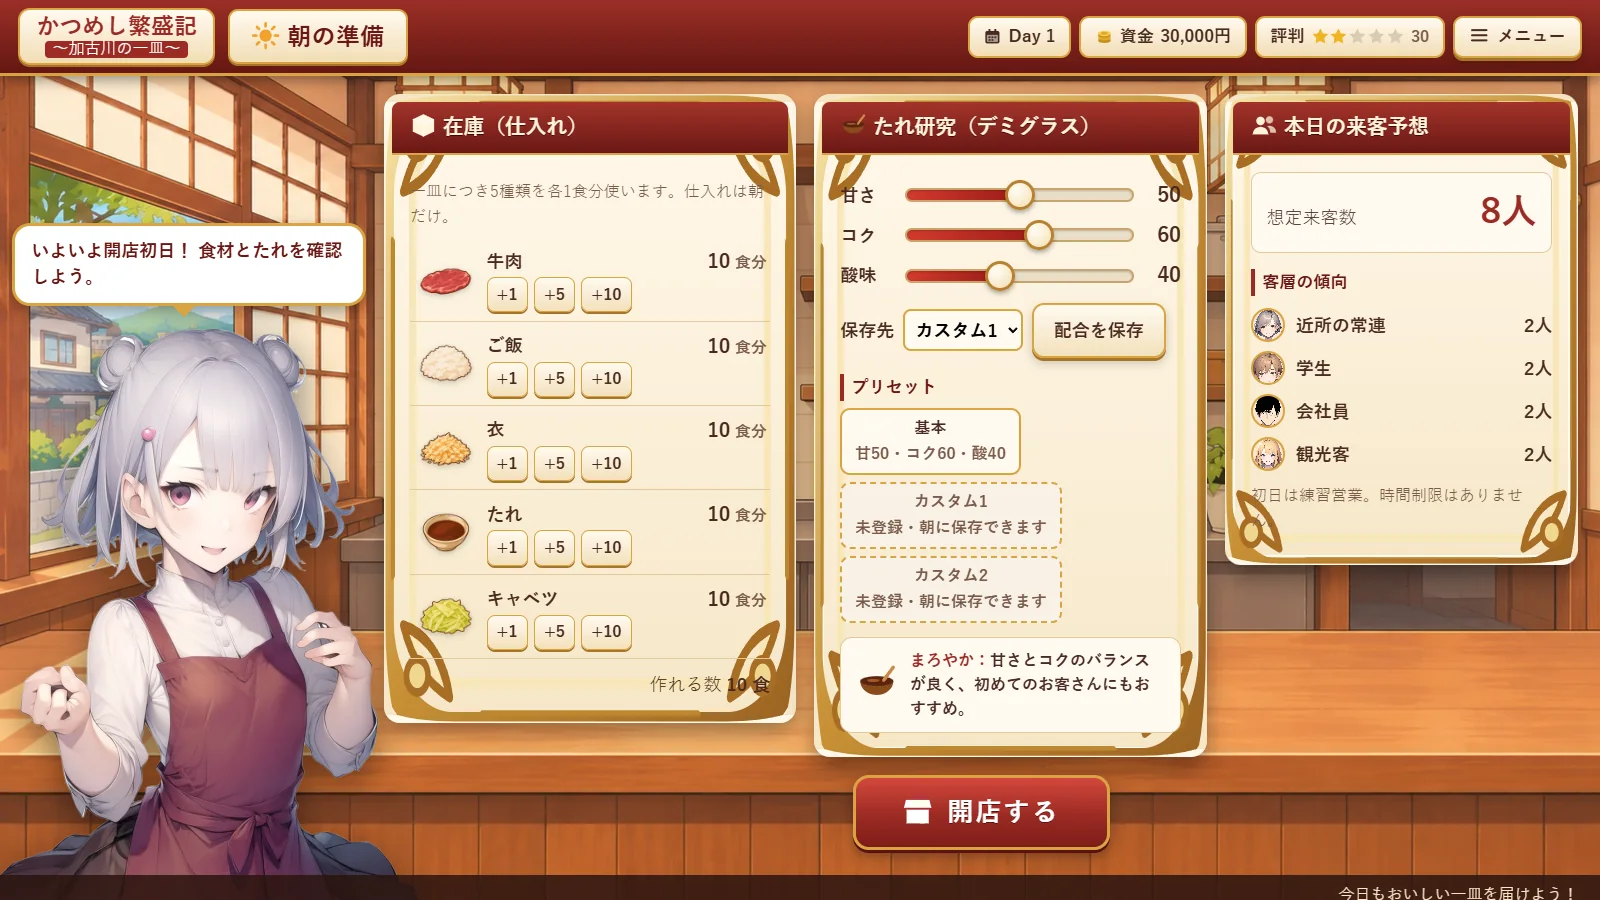 かつめし繁盛記
〜加古川の一皿〜
朝の準備
Day 1
資金 30,000円
評判 30
メニュー
いよいよ開店初日！ 食材とたれを確認
しよう。
在庫（仕入れ）
一皿につき5種類を各1食分使います。仕入れは朝
だけ。
牛肉 10 食分
+1 +5 +10
ご飯 10 食分
+1 +5 +10
衣 10 食分
+1 +5 +10
たれ 10 食分
+1 +5 +10
キャベツ 10 食分
+1 +5 +10
作れる数 10 食
たれ研究（デミグラス）
甘さ 50
コク 60
酸味 40
保存先 カスタム1 配合を保存
プリセット
基本
甘50・コク60・酸40
カスタム1
未登録・朝に保存できます
カスタム2
未登録・朝に保存できます
まろやか：甘さとコクのバランス
が良く、初めてのお客さんにもお
すすめ。
開店する
本日の来客予想
想定来客数 8人
客層の傾向
近所の常連 2人
学生 2人
会社員 2人
観光客 2人
初日は練習営業。時間制限はありませ
ん。
今日もおいしい一皿を届けよう！